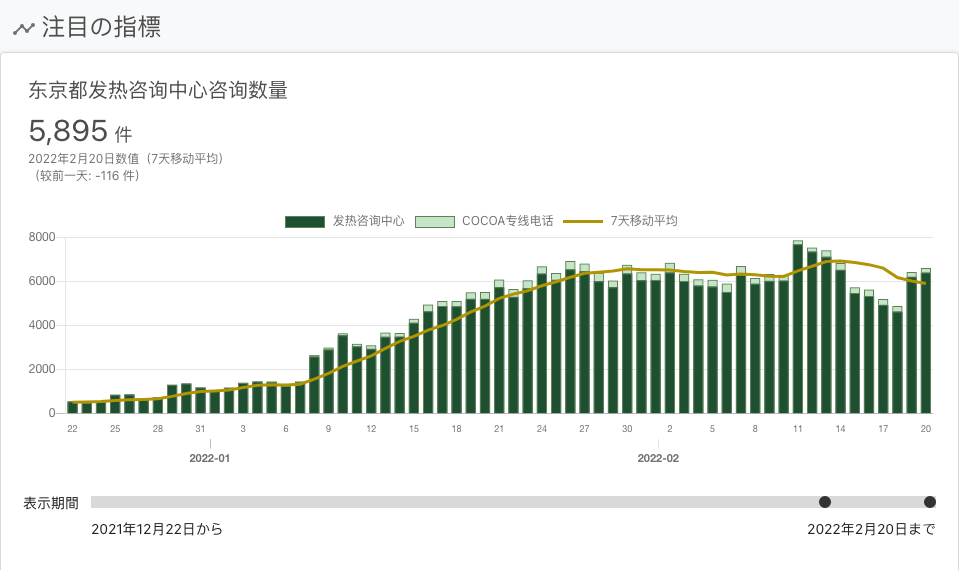 注目の指標
东京都发热咨询中心咨询数量
5,895 件
2022年2月20日数值（7天移动平均）
（较前一天: -116 件）
发热咨询中心 COCOA专线电话 7天移动平均
8000
6000
4000
2000
0
22 25 28 31 3 6 9 12 15 18 21 24 27 30 2 5 8 11 14 17 20
2022-01 2022-02
表示期間
2021年12月22日から 2022年2月20日まで